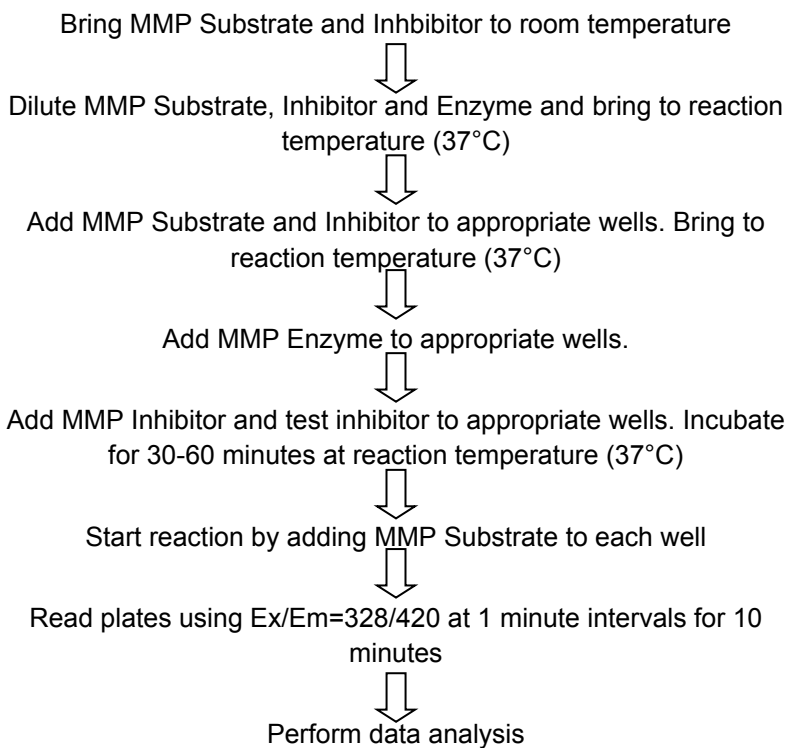 Bring MMP Substrate and Inhbibitor to room temperature
Dilute MMP Substrate, Inhibitor and Enzyme and bring to reaction
temperature (37°C)
Add MMP Substrate and Inhibitor to appropriate wells. Bring to
reaction temperature (37°C)
Add MMP Enzyme to appropriate wells.
Add MMP Inhibitor and test inhibitor to appropriate wells. Incubate
for 30-60 minutes at reaction temperature (37°C)
Start reaction by adding MMP Substrate to each well
Read plates using Ex/Em=328/420 at 1 minute intervals for 10
minutes
Perform data analysis